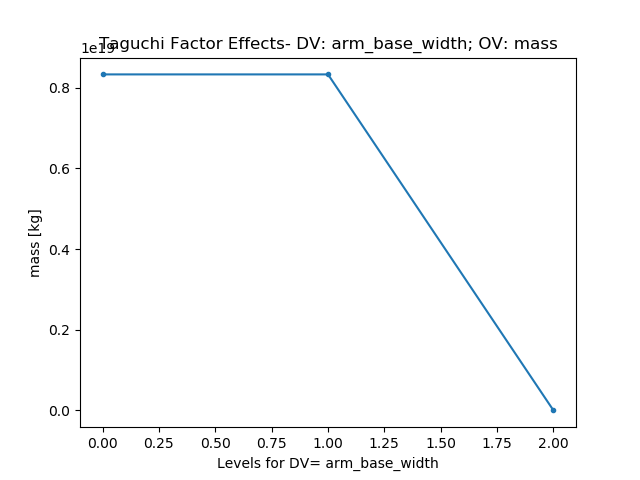 Taguchi Factor Effects- DV: arm_base_width; OV: mass
1e19
0.8
0.6
0.4
0.2
0.0
mass [kg]
0.00 0.25 0.50 0.75 1.00 1.25 1.50 1.75 2.00
Levels for DV= arm_base_width